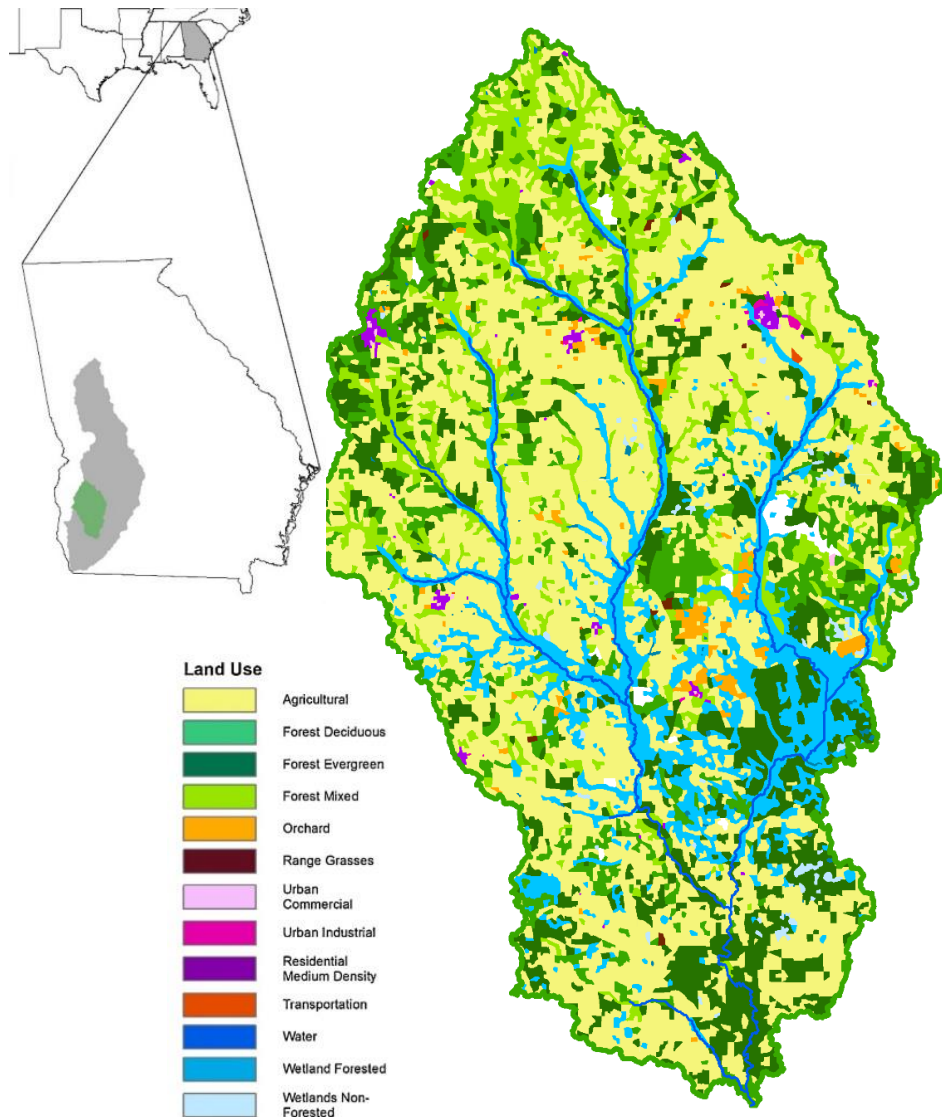 Land Use
Agricultural
Forest Deciduous
Forest Evergreen
Forest Mixed
Orchard
Range Grasses
Urban
Commercial
Urban Industrial
Residential
Medium Density
Transportation
Water
Wetland Forested
Wetlands Non-
Forested